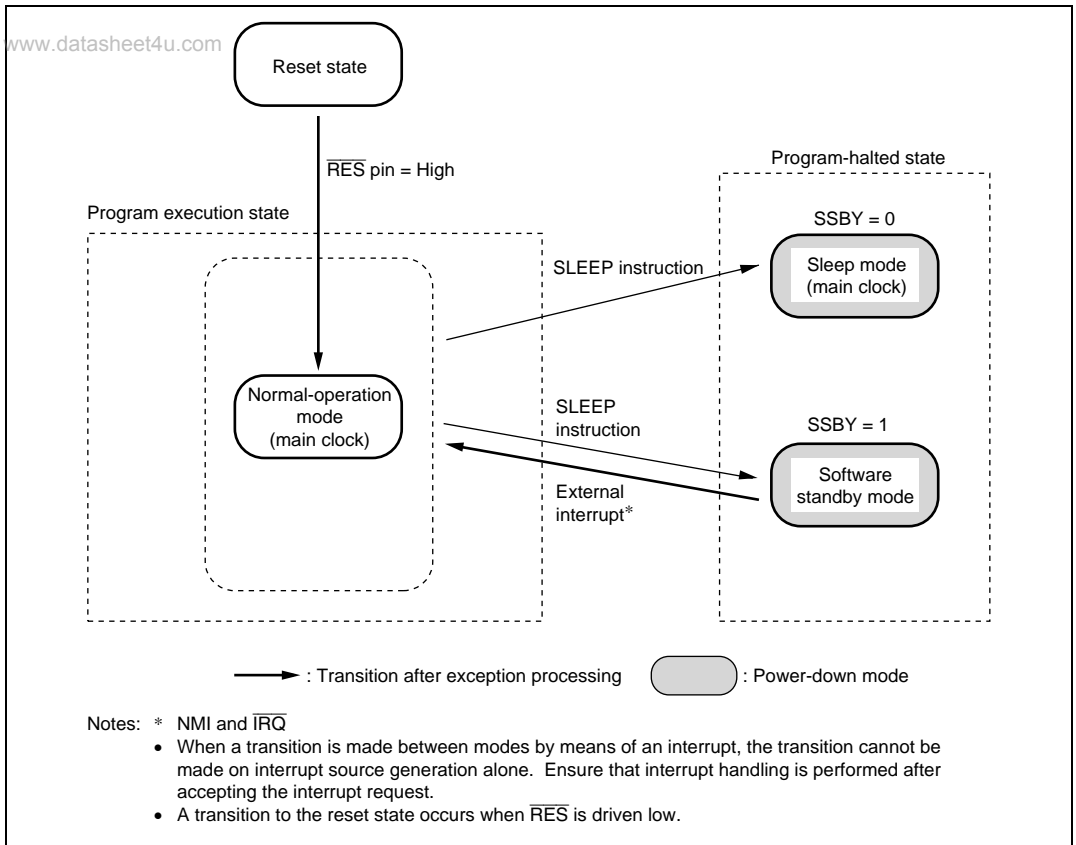 www.datasheet4u.com
Reset state
R̅E̅S̅ pin = High
Program-halted state
Program execution state
SSBY = 0
SLEEP instruction
Sleep mode
(main clock)
Normal-operation
mode
(main clock)
SLEEP
instruction
SSBY = 1
Software
standby mode
External
interrupt*
: Transition after exception processing
: Power-down mode
Notes: * NMI and I̅R̅Q̅
• When a transition is made between modes by means of an interrupt, the transition cannot be
made on interrupt source generation alone. Ensure that interrupt handling is performed after
accepting the interrupt request.
• A transition to the reset state occurs when R̅E̅S̅ is driven low.